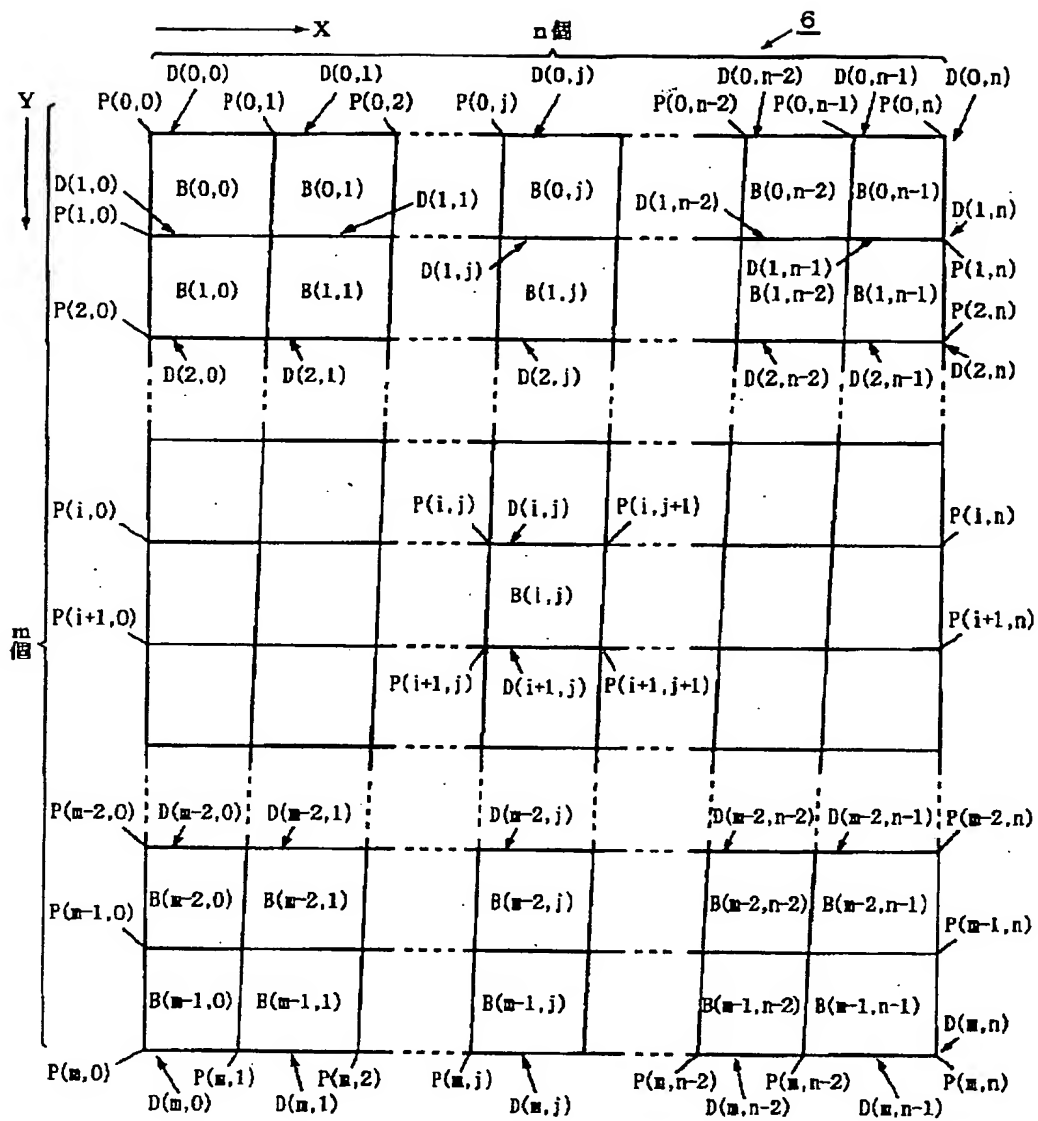 X n個 6
D(0,0) D(0,1) D(0,j) D(0,n-2) D(0,n-1) D(0,n)
Y P(0,0) P(0,1) P(0,2) P(0,j) P(0,n-2) P(0,n-1) P(0,n)
D(1,0) B(0,0) B(0,1) D(1,1) B(0,j) D(1,n-2) B(0,n-2) B(0,n-1) D(1,n)
P(1,0) D(1,j) D(1,n-1) P(1,n)
B(1,0) B(1,1) B(1,j) B(1,n-2) B(1,n-1)
P(2,0) P(2,n)
D(2,0) D(2,1) D(2,j) D(2,n-2) D(2,n-1) D(2,n)
P(i,0) P(i,j) D(i,j) P(i,j+1) P(i,n)
B(i,j)
P(i+1,0) P(i+1,n)
m個
P(i+1,j) D(i+1,j) P(i+1,j+1)
P(m-2,0) D(m-2,0) D(m-2,1) D(m-2,j) D(m-2,n-2) D(m-2,n-1) P(m-2,n)
B(m-2,0) B(m-2,1) B(m-2,j) B(m-2,n-2) B(m-2,n-1)
P(m-1,0) P(m-1,n)
B(m-1,0) B(m-1,1) B(m-1,j) B(m-1,n-2) B(m-1,n-1)
D(m,n)
P(m,0) P(m,1) P(m,2) P(m,j) P(m,n-2) P(m,n-2) P(m,n)
D(m,0) D(m,1) D(m,j) D(m,n-2) D(m,n-1)